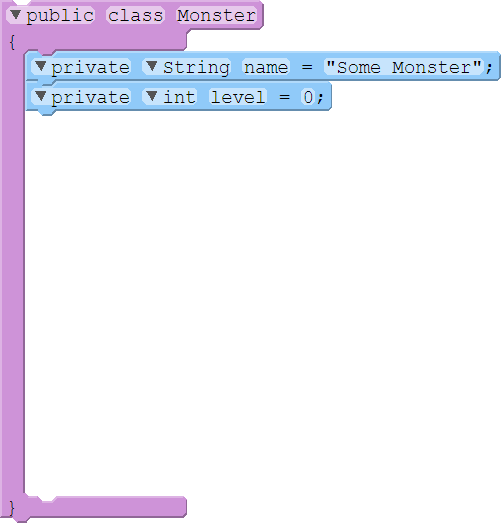 public class Monster
{
private String name = "Some Monster";
private int level = 0;
}